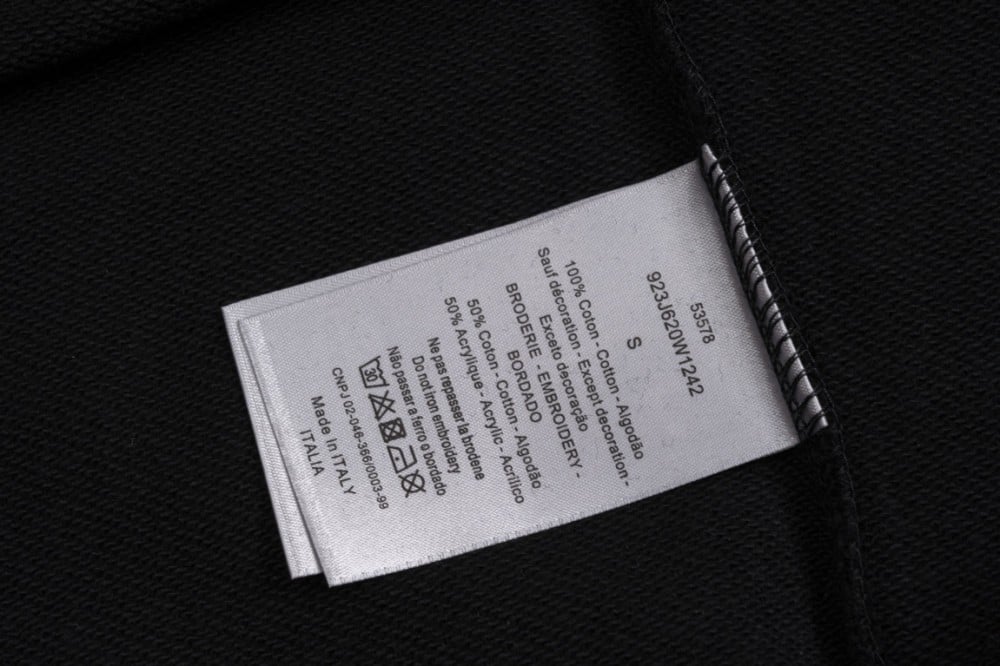 53578
923J620W1242
S
100% Coton - Cotton - Algodão
Sauf décoration - Except decoration -
Exceto decoração
BRODERIE - EMBROIDERY -
BORDADO
50% Coton - Cotton - Algodão
50% Acrylique - Acrylic - Acrílico
Ne pas repasser la broderie
Do not iron embroidery
Não passar a ferro o bordado
30
CNPJ 02-046-366/0003-99
Made in ITALY
ITALIA